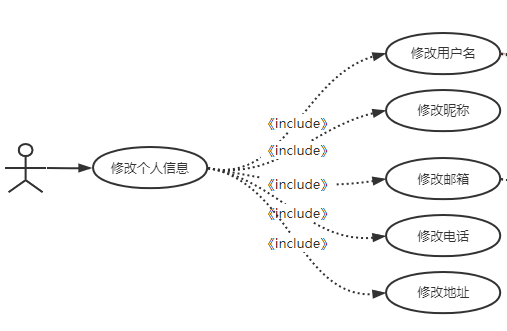 修改用户名
修改昵称
《include》
《include》
修改个人信息
《include》
修改邮箱
《include》
修改电话
《include》
修改地址